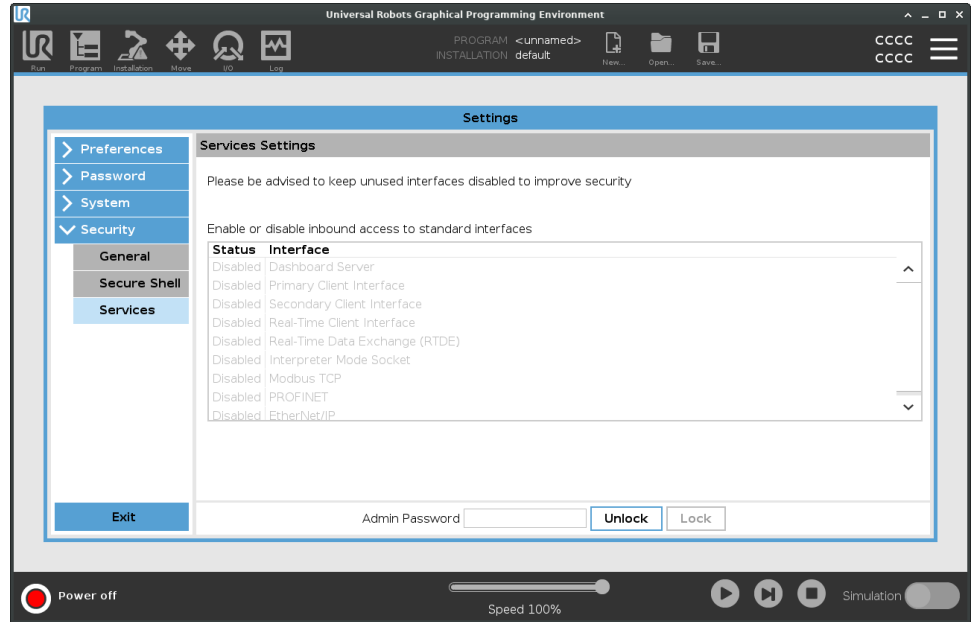 UR
Universal Robots Graphical Programming Environment
UR
Run
Program
Installation
Move
I/O
Log
PROGRAM <unnamed>
INSTALLATION default
New...
Open...
Save...
CCCC
CCCC
Settings
Preferences
Password
System
Security
General
Secure Shell
Services
Exit
Services Settings
Please be advised to keep unused interfaces disabled to improve security
Enable or disable inbound access to standard interfaces
Status Interface
Disabled Dashboard Server
Disabled Primary Client Interface
Disabled Secondary Client Interface
Disabled Real-Time Client Interface
Disabled Real-Time Data Exchange (RTDE)
Disabled Interpreter Mode Socket
Disabled Modbus TCP
Disabled PROFINET
Disabled EtherNet/IP
Admin Password
Unlock
Lock
Power off
Speed 100%
Simulation